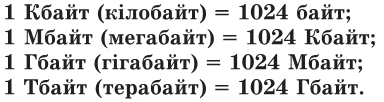 1 Кбайт (кілобайт) = 1024 байт;
1 Мбайт (мегабайт) = 1024 Кбайт;
1 Гбайт (гігабайт) = 1024 Мбайт;
1 Тбайт (терабайт) = 1024 Гбайт.